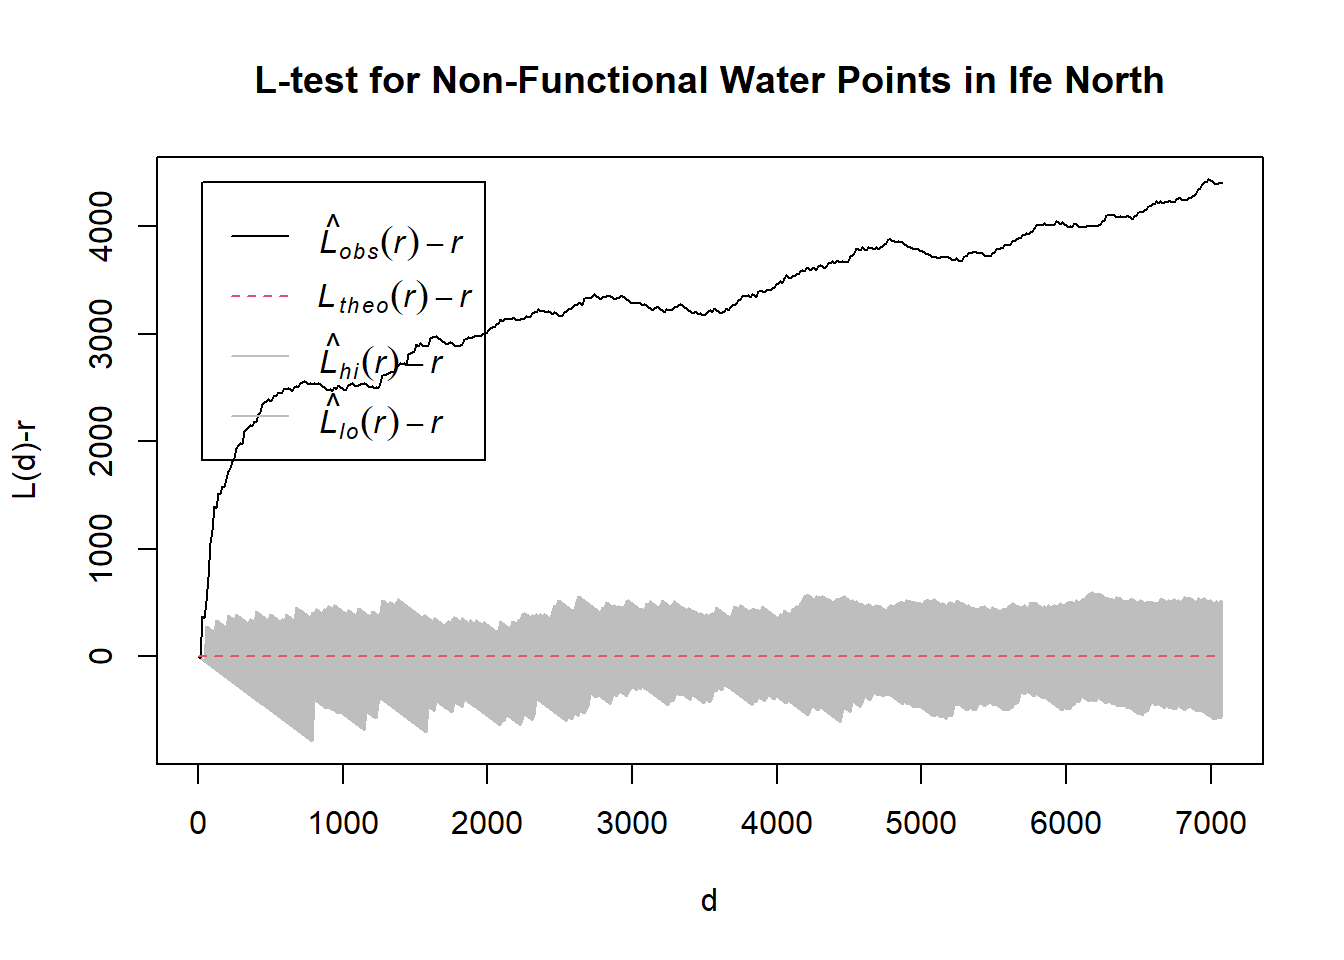 L-test for Non-Functional Water Points in Ife North
L̂obs(r) − r
Ltheo(r) − r
L̂hi(r) − r
L̂lo(r) − r
L(d)-r
4000
3000
2000
1000
0
0 1000 2000 3000 4000 5000 6000 7000
d